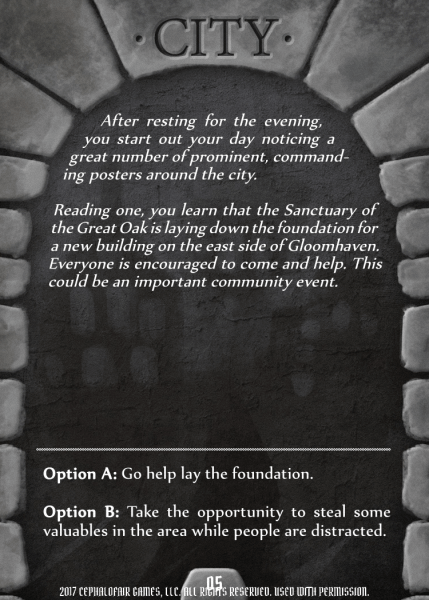 · CITY ·
After resting for the evening,
you start out your day noticing a
great number of prominent, command-
ing posters around the city.
Reading one, you learn that the Sanctuary of
the Great Oak is laying down the foundation for
a new building on the east side of Gloomhaven.
Everyone is encouraged to come and help. This
could be an important community event.
Option A: Go help lay the foundation.
Option B: Take the opportunity to steal some
valuables in the area while people are distracted.
05
2017 CEPHALOFAIR GAMES, LLC. ALL RIGHTS RESERVED. USED WITH PERMISSION.